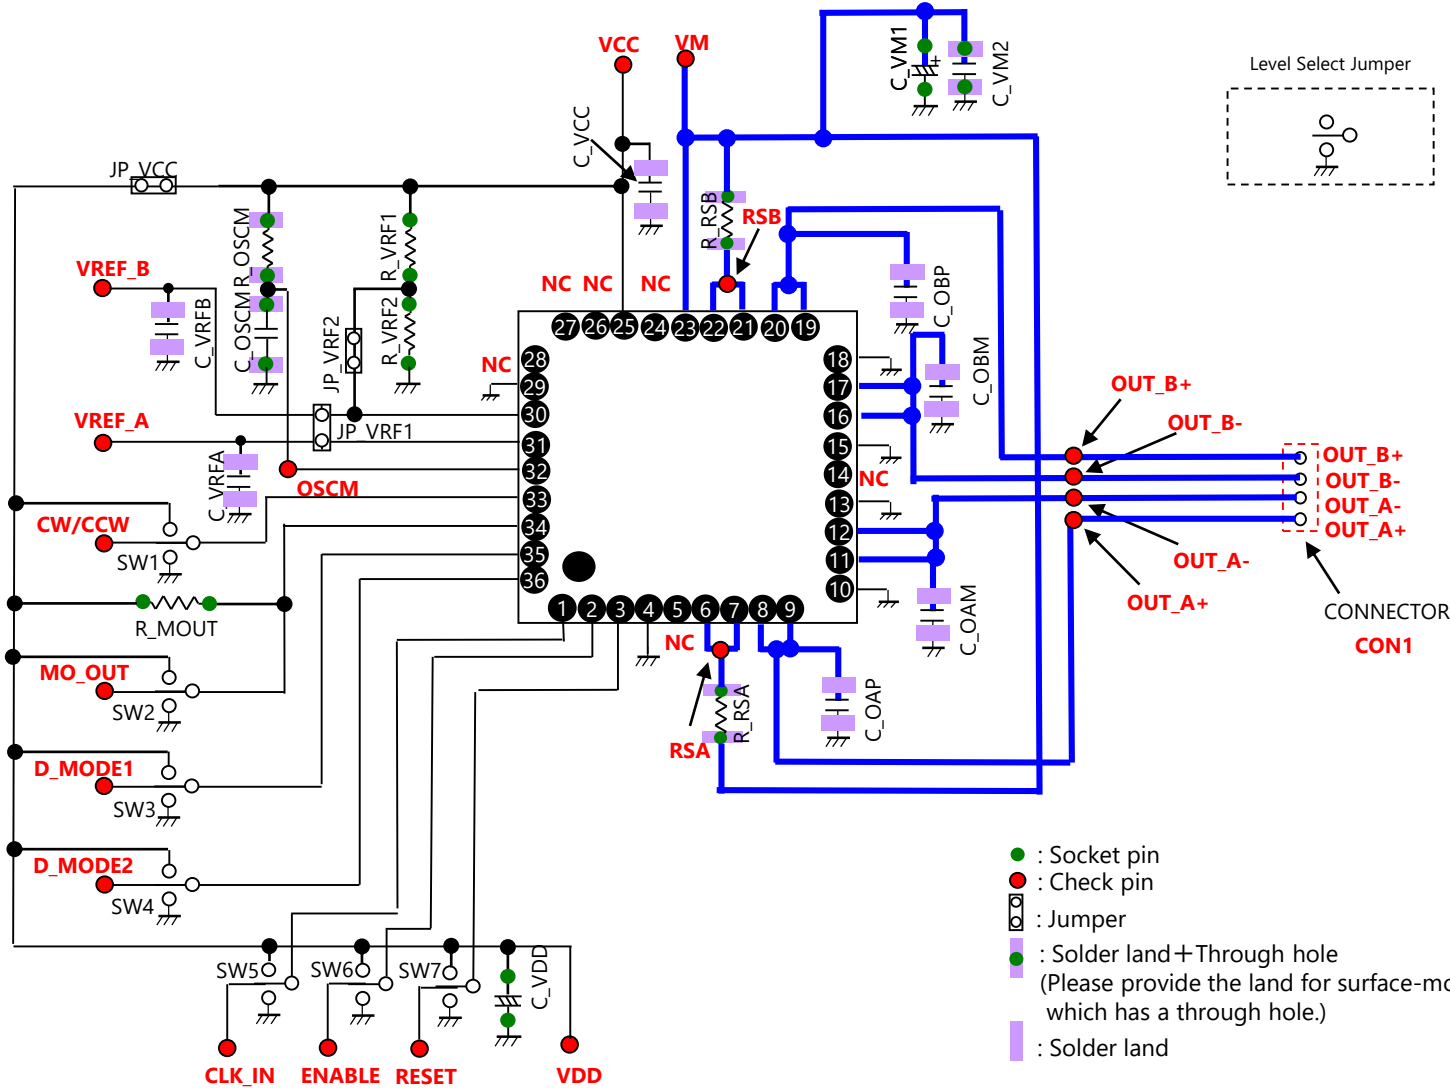 VCC
VM
C_VM1
+
C_VM2
Level Select Jumper
C_VCC
JP_VCC
R_OSCM
R_VRF1
R_RSB
RSB
VREF_B
NC
NC
NC
C_VRFB
C_OSCM
JP_VRF2
R_VRF2
C_OBP
27
26
25
24
23
22
21
20
19
NC
28
29
30
31
32
33
34
35
36
18
17
16
15
14
13
12
11
10
NC
C_OBM
VREF_A
JP_VRF1
C_VRFA
OSCM
OUT_B+
OUT_B-
OUT_B+
OUT_B-
OUT_A-
OUT_A+
OUT_A-
OUT_A+
CONNECTOR
CON1
CW/CCW
SW1
R_MOUT
1
2
3
4
5
6
7
8
9
NC
C_OAM
MO_OUT
SW2
R_RSA
RSA
C_OAP
D_MODE1
SW3
D_MODE2
SW4
SW5
SW6
SW7
C_VDD
CLK_IN
ENABLE
RESET
VDD
: Socket pin
: Check pin
: Jumper
: Solder land＋Through hole
(Please provide the land for surface-mo
which has a through hole.)
: Solder land